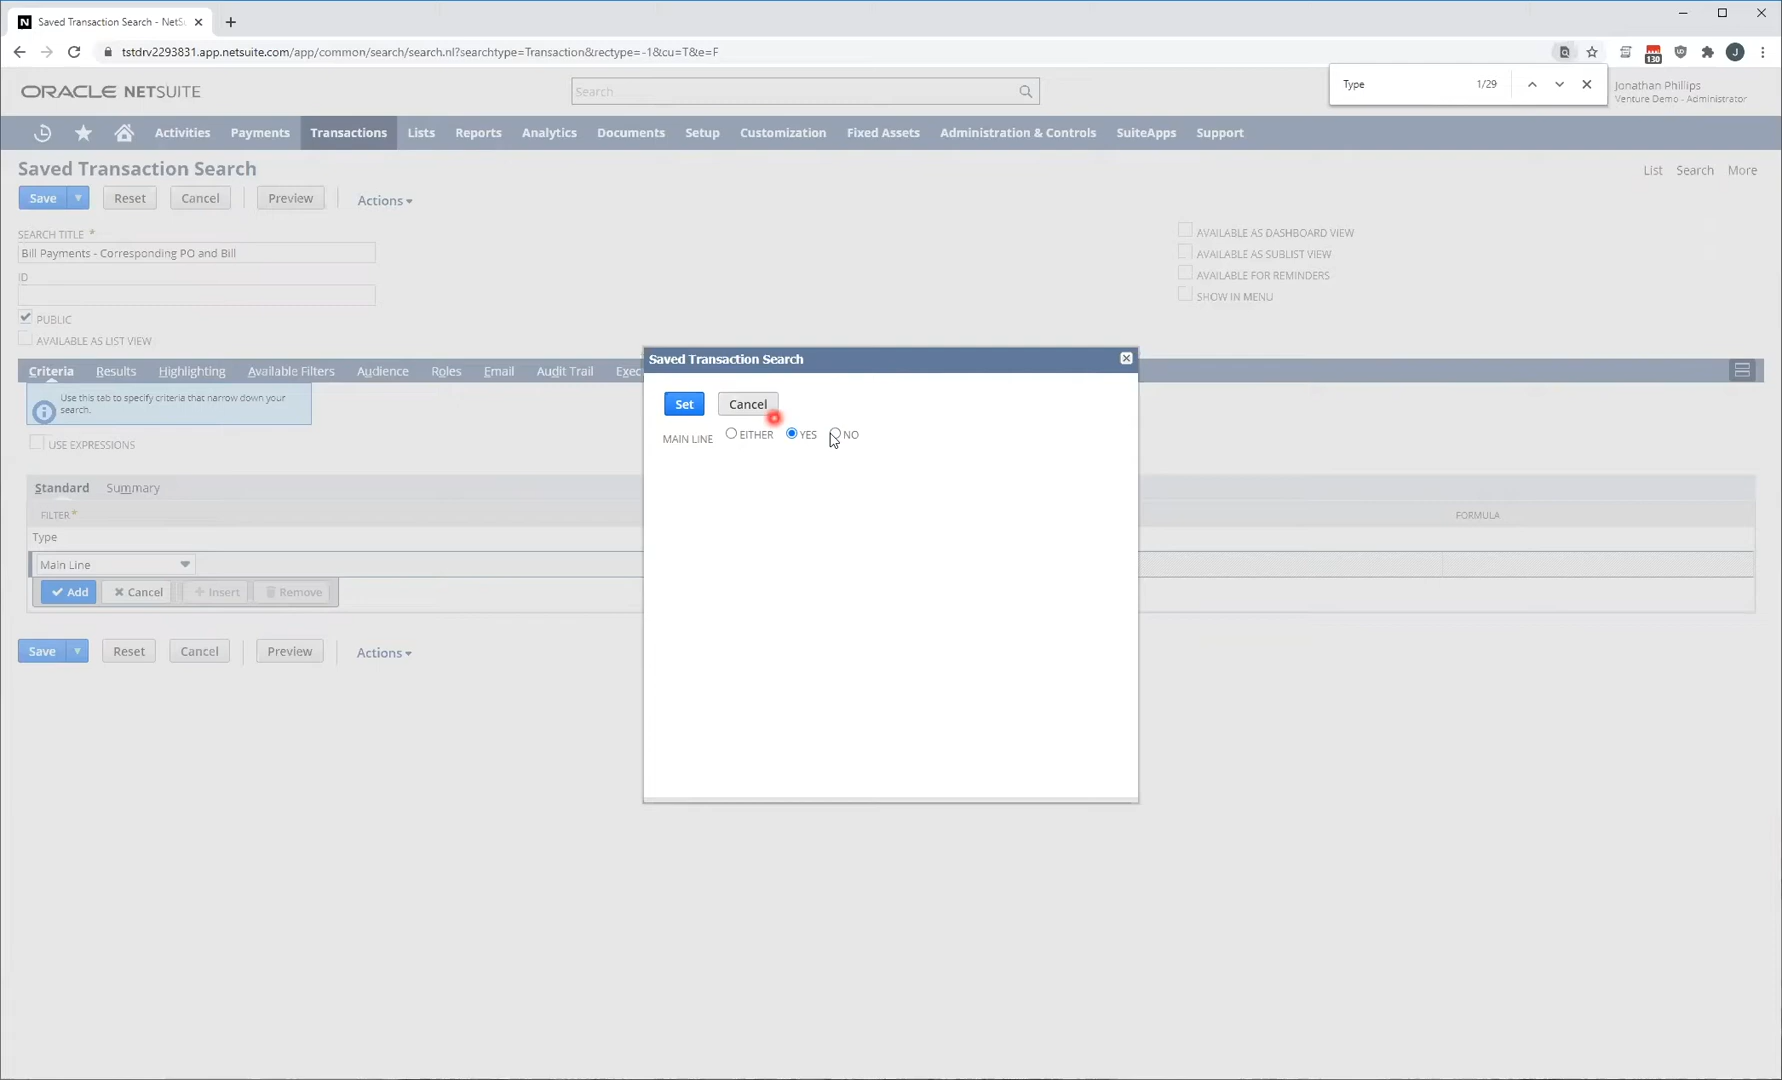 Saved Transaction Search - NetSu
tstdrv2293831.app.netsuite.com/app/common/search/search.nl?searchtype=Transaction&rectype=-1&cu=T&e=F
130
J
Type 1/29
ORACLE NETSUITE
Search
Jonathan Phillips
Venture Demo - Administrator
Activities Payments Transactions Lists Reports Analytics Documents Setup Customization Fixed Assets Administration & Controls SuiteApps Support
Saved Transaction Search
List Search More
Save Reset Cancel Preview Actions
SEARCH TITLE *
Bill Payments - Corresponding PO and Bill
ID
PUBLIC
AVAILABLE AS LIST VIEW
AVAILABLE AS DASHBOARD VIEW
AVAILABLE AS SUBLIST VIEW
AVAILABLE FOR REMINDERS
SHOW IN MENU
Criteria Results Highlighting Available Filters Audience Roles Email Audit Trail Exec
Use this tab to specify criteria that narrow down your
search.
USE EXPRESSIONS
Saved Transaction Search
Set Cancel
MAIN LINE EITHER YES NO
Standard Summary
FILTER * FORMULA
Type
Main Line
Add Cancel + Insert Remove
Save Reset Cancel Preview Actions